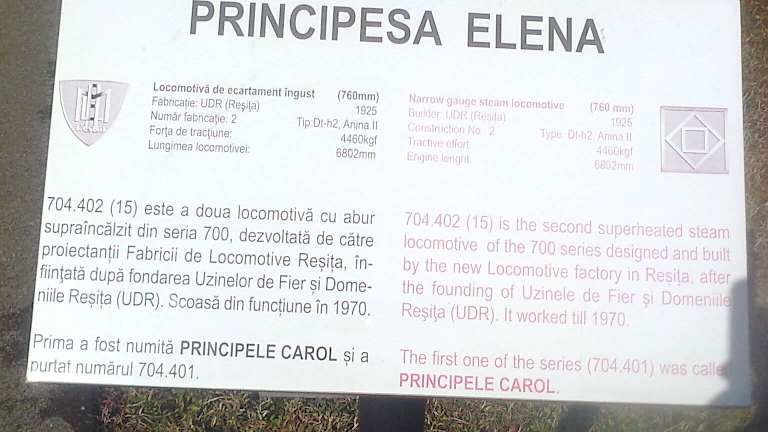 PRINCIPESA ELENA
Locomotivă de ecartament îngust (760mm)
Fabricație: UDR (Reșița) 1925
Număr fabricație: 2 Tip:Dt-h2, Anina II
Forța de tracțiune: 4460kgf
Lungimea locomotivei: 6802mm
Narrow gauge steam locomotive (760 mm)
Builder: UDR (Reșița) 1925
Construction No.: 2 Type: Dt-h2, Anina II
Tractive effort 4460kgf
Engine lenght: 6802mm
704.402 (15) este a doua locomotivă cu abur
supraîncălzit din seria 700, dezvoltată de către
proiectanții Fabricii de Locomotive Reșița, în-
ființată după fondarea Uzinelor de Fier și Dome-
niile Reșița (UDR). Scoasă din funcțiune în 1970.
Prima a fost numită PRINCIPELE CAROL și a
purtat numărul 704.401.
704.402 (15) is the second superheated steam
locomotive of the 700 series designed and built
by the new Locomotive factory in Reșița, after
the founding of Uzinele de Fier și Domeniile
Reşiţa (UDR). It worked till 1970.
The first one of the series (704.401) was calle
PRINCIPELE CAROL.